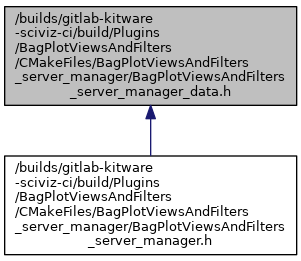 /builds/gitlab-kitware
-sciviz-ci/build/Plugins
/BagPlotViewsAndFilters
/CMakeFiles/BagPlotViewsAndFilters
_server_manager/BagPlotViewsAndFilters
_server_manager_data.h
/builds/gitlab-kitware
-sciviz-ci/build/Plugins
/BagPlotViewsAndFilters
/CMakeFiles/BagPlotViewsAndFilters
_server_manager/BagPlotViewsAndFilters
_server_manager.h